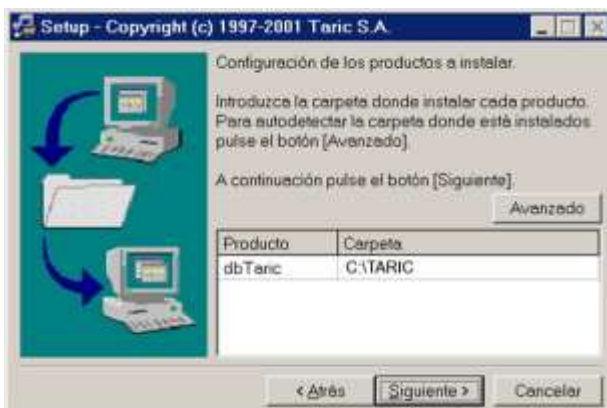 Setup - Copyright (c) 1997-2001 Taric S.A.
Configuración de los productos a instalar.
Introduzca la carpeta donde instalar cada producto.
Para autodetectar la carpeta donde està instalados
pulse el botón [Avanzado].
A continuación pulse el botón [Siguiente].
Avanzado
Producto Carpeta
dbTaric C:\TARIC
< Atrás Siguiente > Cancelar